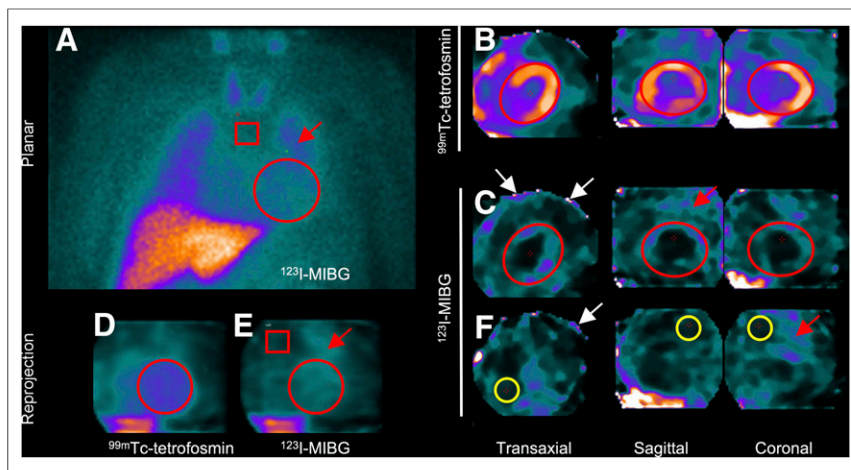 A
Planar
¹²³I-MIBG
B
⁹⁹ᵐTc-tetrofosmin
C
¹²³I-MIBG
F
D
E
Reprojection
⁹⁹ᵐTc-tetrofosmin
¹²³I-MIBG
Transaxial
Sagittal
Coronal